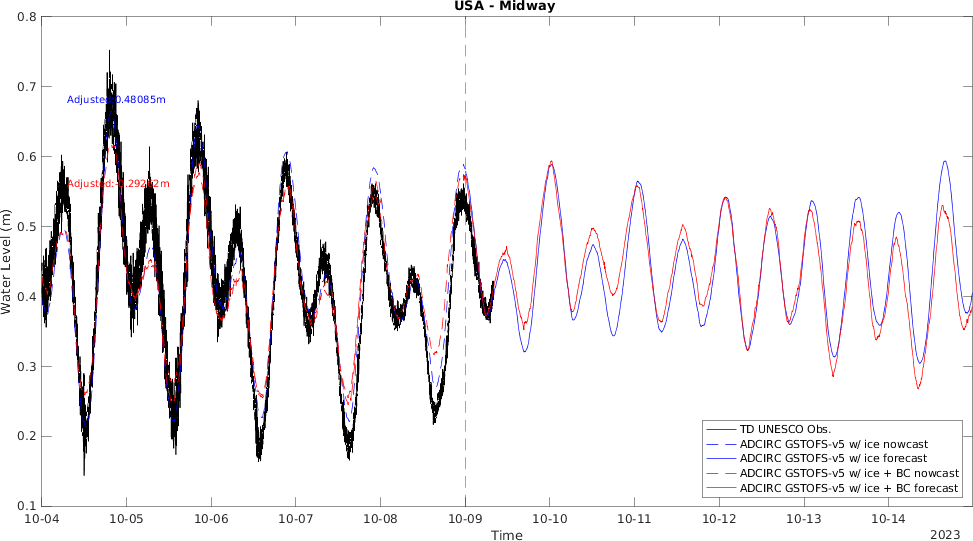 USA - Midway
0.8
0.7
0.6
0.5
0.4
0.3
0.2
0.1
Water Level (m)
Adjusted:0.48085m
10-04
10-05
10-06
10-07
10-08
10-09
10-10
10-11
10-12
10-13
10-14
Time
2023
TD UNESCO Obs.
ADCIRC GSTOFS-v5 w/ ice nowcast
ADCIRC GSTOFS-v5 w/ ice forecast
ADCIRC GSTOFS-v5 w/ ice + BC nowcast
ADCIRC GSTOFS-v5 w/ ice + BC forecast